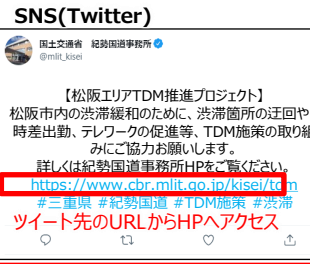 SNS(Twitter)
国土交通省 紀勢国道事務所
@mlit_kisei
【松阪エリアTDM推進プロジェクト】
松阪市内の渋滞緩和のために、渋滞箇所の迂回や
時差出勤、テレワークの促進等、TDM施策の取り組
みにご協力お願いします。
詳しくは紀勢国道事務所HPをご覧ください。
https://www.cbr.mlit.go.jp/kisei/tdm
#三重県 #紀勢国道 #TDM施策 #渋滞
ツイート先のURLからHPへアクセス